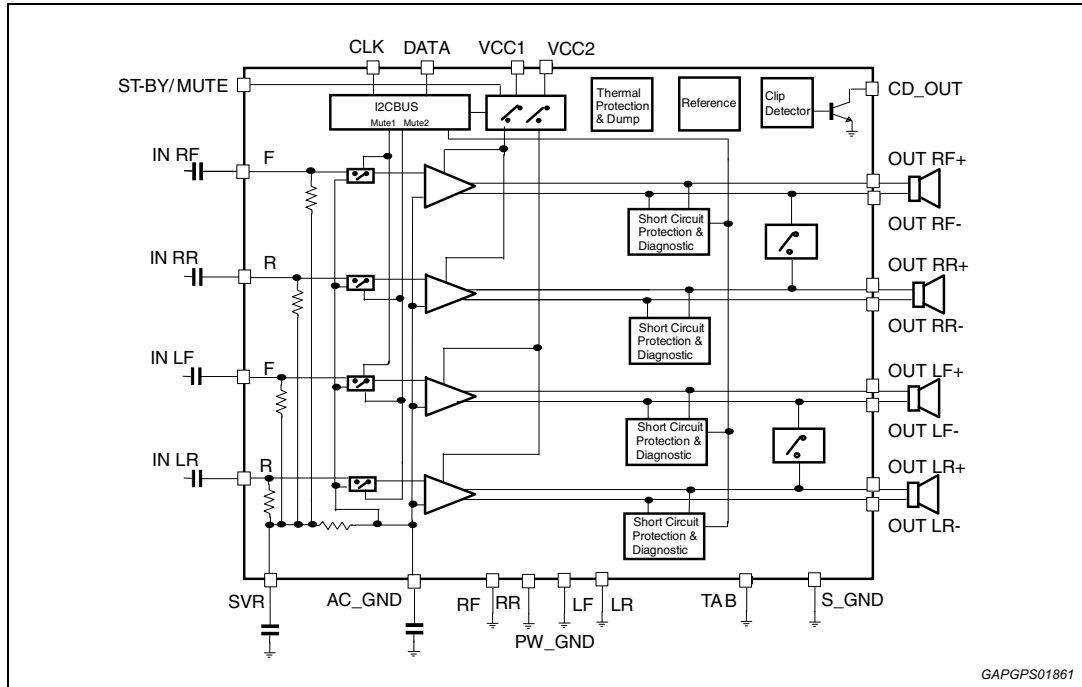 CLK DATA VCC1 VCC2
ST-BY/MUTE
I2CBUS
Mute1 Mute2
Thermal
Protection
& Dump
Reference
Clip
Detector
CD_OUT
IN RF
F
OUT RF+
Short Circuit
Protection &
Diagnostic
OUT RF-
IN RR
R
OUT RR+
Short Circuit
Protection &
Diagnostic
OUT RR-
IN LF
F
OUT LF+
Short Circuit
Protection &
Diagnostic
OUT LF-
IN LR
R
OUT LR+
Short Circuit
Protection &
Diagnostic
OUT LR-
SVR AC_GND RF RR LF LR TAB S_GND
PW_GND
GAPGPS01861